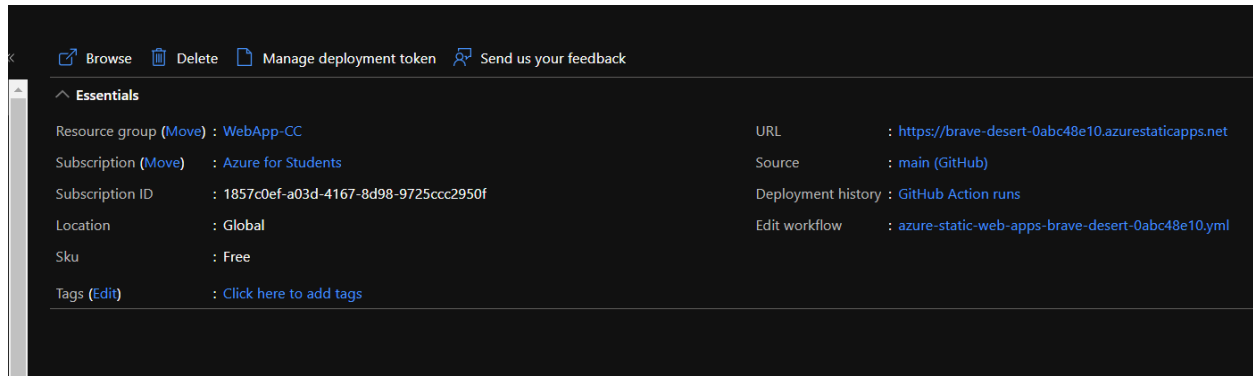 Browse Delete Manage deployment token Send us your feedback
Essentials
Resource group (Move) : WebApp-CC
URL : https://brave-desert-0abc48e10.azurestaticapps.net
Subscription (Move) : Azure for Students
Source : main (GitHub)
Subscription ID : 1857c0ef-a03d-4167-8d98-9725ccc2950f
Deployment history : GitHub Action runs
Location : Global
Edit workflow : azure-static-web-apps-brave-desert-0abc48e10.yml
Sku : Free
Tags (Edit) : Click here to add tags